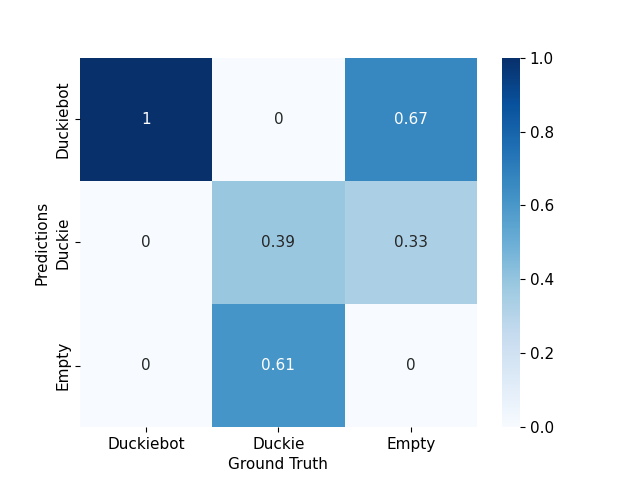 Duckiebot 1 0 0.67
Duckie 0 0.39 0.33
Empty 0 0.61 0
Predictions
Duckiebot Duckie Empty
Ground Truth
1.0
0.8
0.6
0.4
0.2
0.0